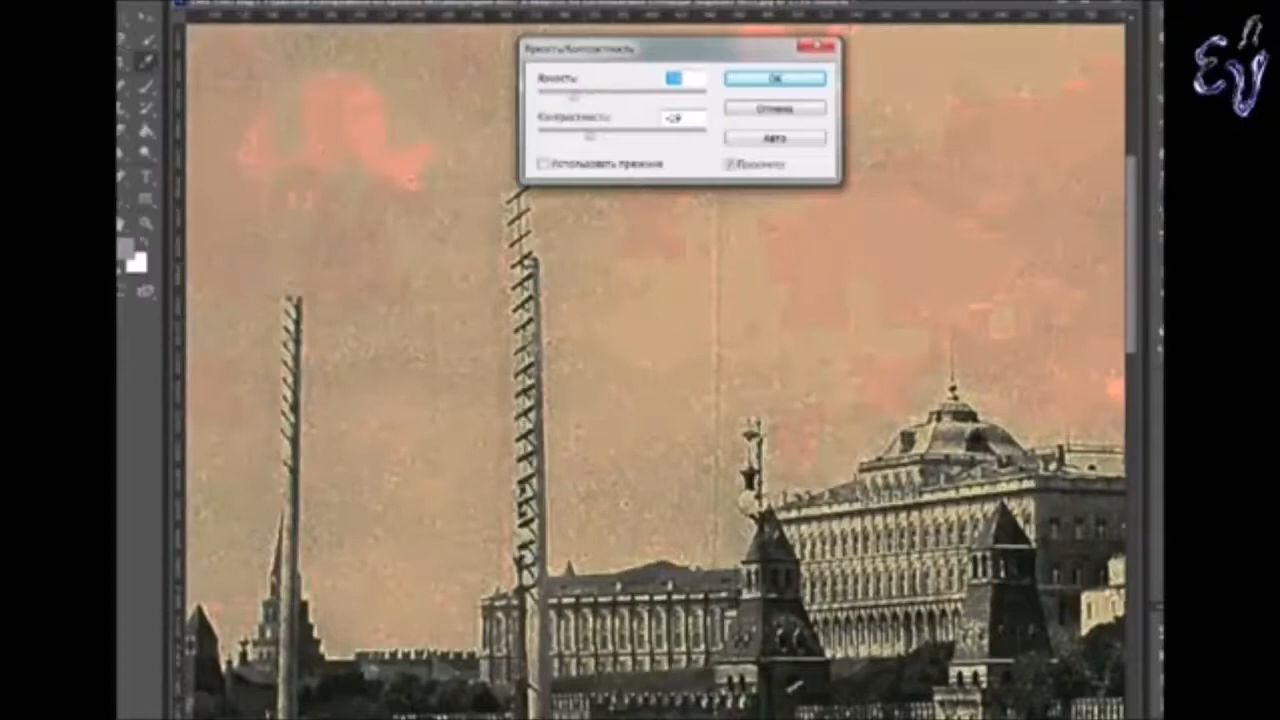 Яркость/Контрастность
Яркость:
OK
Контрастность:
-19
Отмена
Авто
Использовать прежние
Просмотр